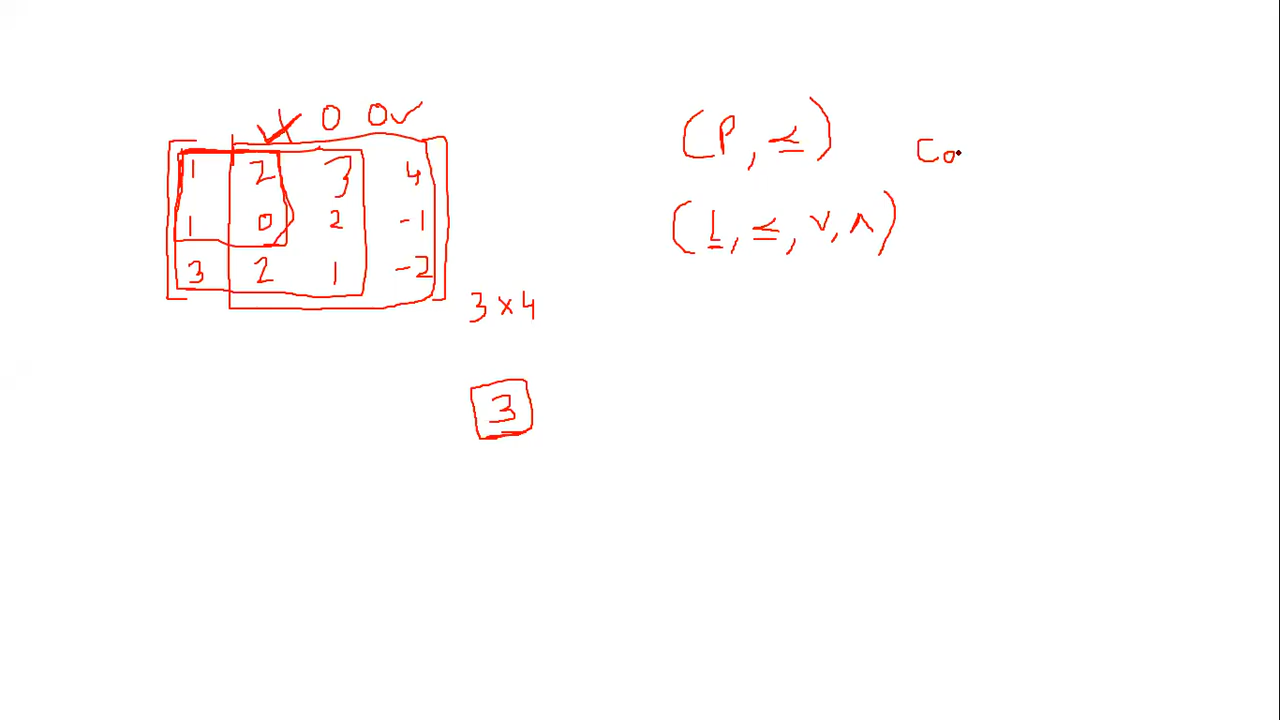 0 0✓
1 2 3 4
1 0 2 -1
3 2 1 -2
3 x 4
3
(P, ≤) Co
(L, ≤, ∨, ∧)